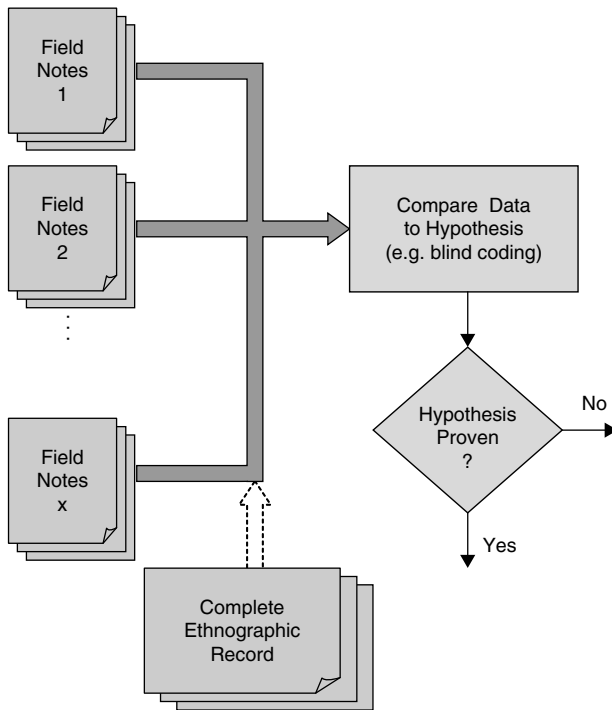 Field
Notes
1
Field
Notes
2
....
Field
Notes
x
Compare Data
to Hypothesis
(e.g. blind coding)
Hypothesis
Proven
?
No
Yes
Complete
Ethnographic
Record